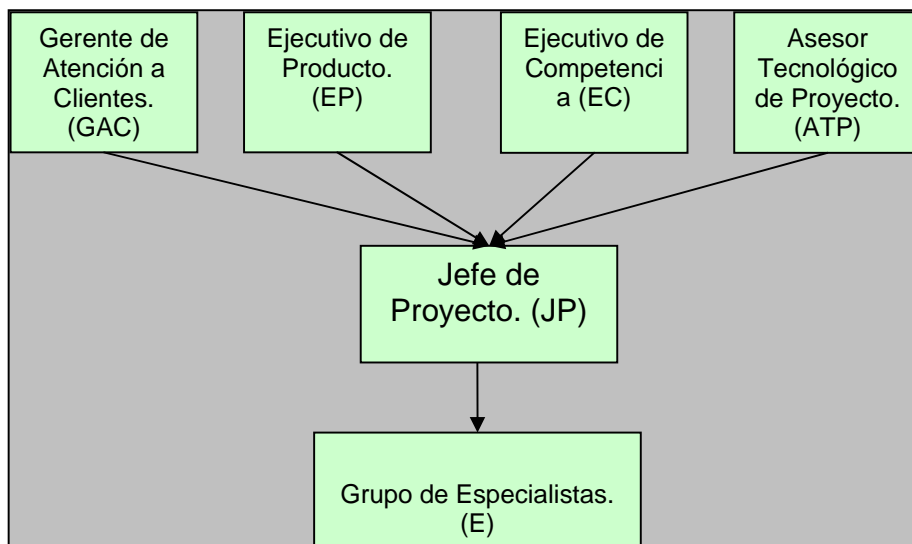 Gerente de
Atención a
Clientes.
(GAC)
Ejecutivo de
Producto.
(EP)
Ejecutivo de
Competenci
a (EC)
Asesor
Tecnológico
de Proyecto.
(ATP)
Jefe de
Proyecto. (JP)
Grupo de Especialistas.
(E)